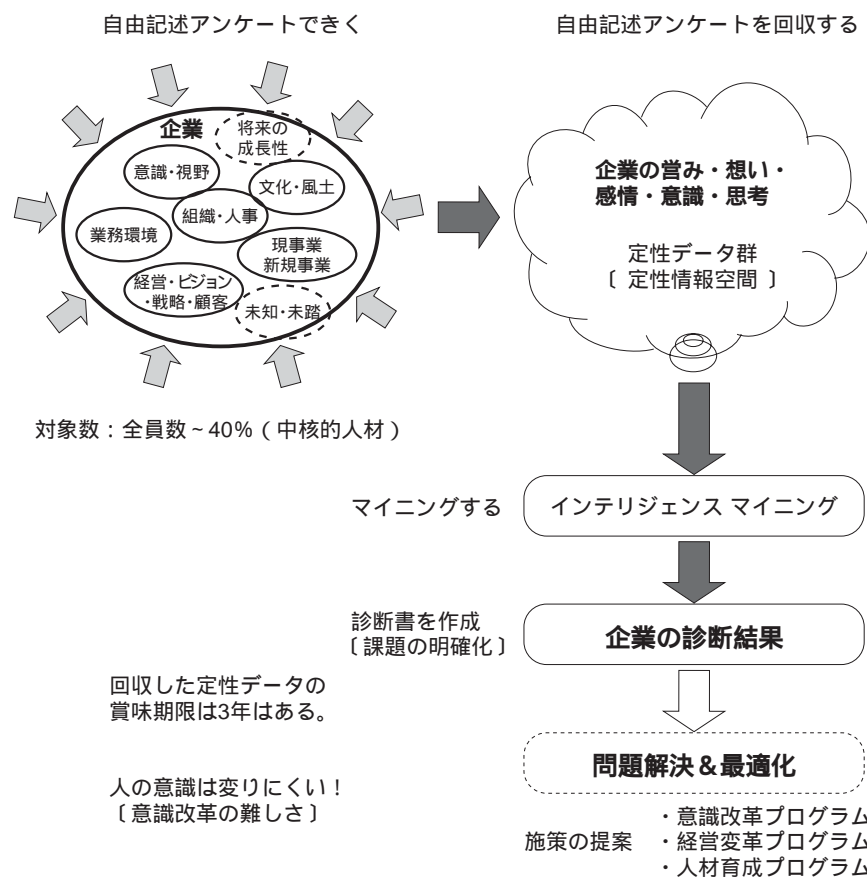 自由記述アンケートできく
企業
将来の
成長性
意識・視野
文化・風土
組織・人事
業務環境
現事業
新規事業
経営・ビジョン
・戦略・顧客
未知・未踏
対象数：全員数～40％（中核的人材）
自由記述アンケートを回収する
企業の営み・想い・
感情・意識・思考
定性データ群
〔 定性情報空間 〕
マイニングする
インテリジェンス マイニング
診断書を作成
〔課題の明確化〕
企業の診断結果
回収した定性データの
賞味期限は3年はある。
問題解決＆最適化
人の意識は変りにくい！
〔意識改革の難しさ〕
施策の提案
・意識改革プログラム
・経営変革プログラム
・人材育成プログラム